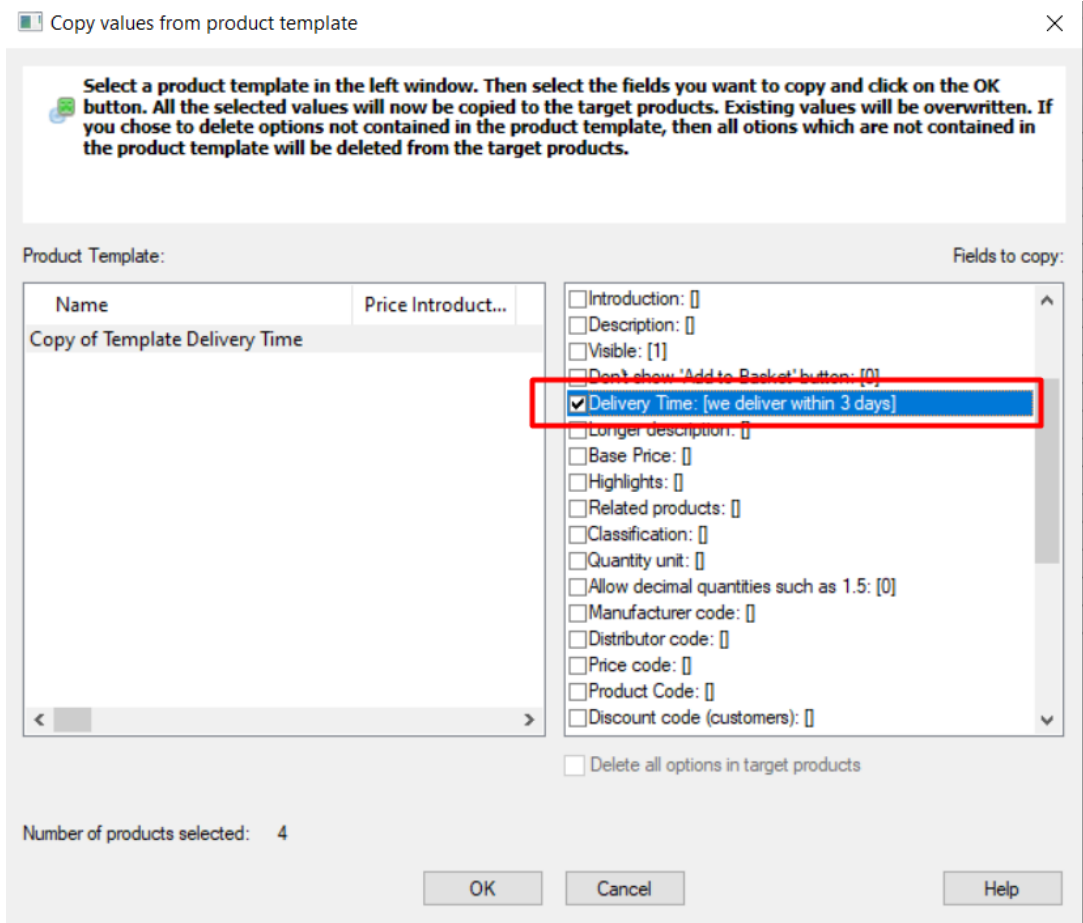 Copy values from product template
Select a product template in the left window. Then select the fields you want to copy and click on the OK
button. All the selected values will now be copied to the target products. Existing values will be overwritten. If
you chose to delete options not contained in the product template, then all otions which are not contained in
the product template will be deleted from the target products.
Product Template:
Fields to copy:
Name
Price Introduct...
Copy of Template Delivery Time
Introduction: []
Description: []
Visible: [1]
Don't show 'Add to Basket' button: [0]
Delivery Time: [we deliver within 3 days]
Longer description: []
Base Price: []
Highlights: []
Related products: []
Classification: []
Quantity unit: []
Allow decimal quantities such as 1.5: [0]
Manufacturer code: []
Distributor code: []
Price code: []
Product Code: []
Discount code (customers): []
Delete all options in target products
Number of products selected: 4
OK
Cancel
Help